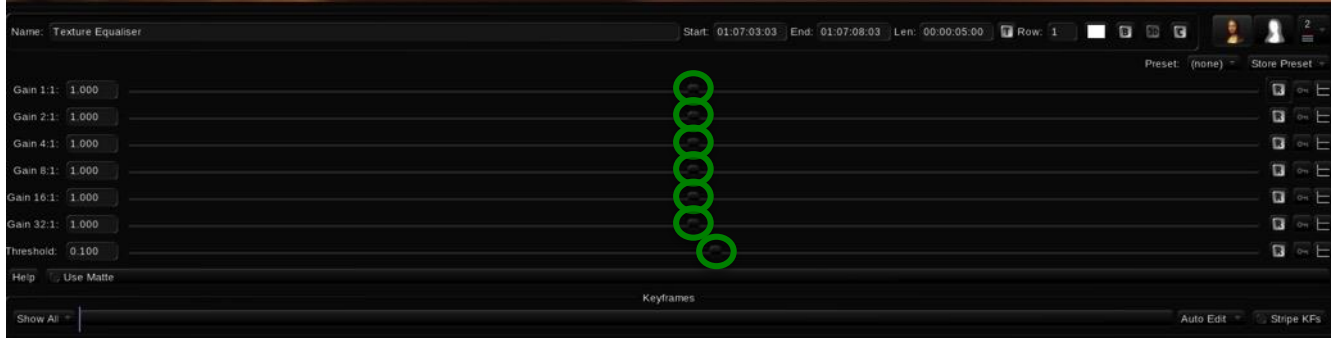 Name: Texture Equaliser Start: 01:07:03:03 End: 01:07:08:03 Len: 00:00:05:00 T Row: 1 B C 2
Preset: (none) Store Preset
Gain 1:1: 1.000 R
Gain 2:1: 1.000 R
Gain 4:1: 1.000 R
Gain 8:1: 1.000 R
Gain 16:1: 1.000 R
Gain 32:1: 1.000 R
Threshold: 0.100 R
Help Use Matte
Keyframes
Show All Auto Edit Stripe KFs